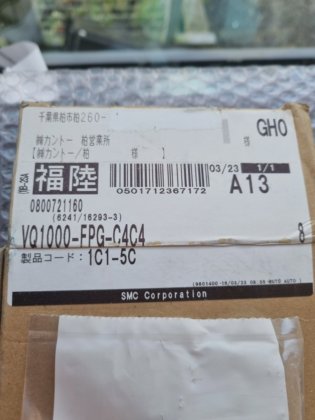 千葉県柏市柏260-
㈱カントー 柏営業所 様 GH0
【㈱カントー/柏 様 】
福陸 0501712367172 03/23 1/1 A13
0800721160
(6241/16293-3)
VQ1000-FPG-C4C4 8
製品コード: 1C1-5C
SMC Corporation